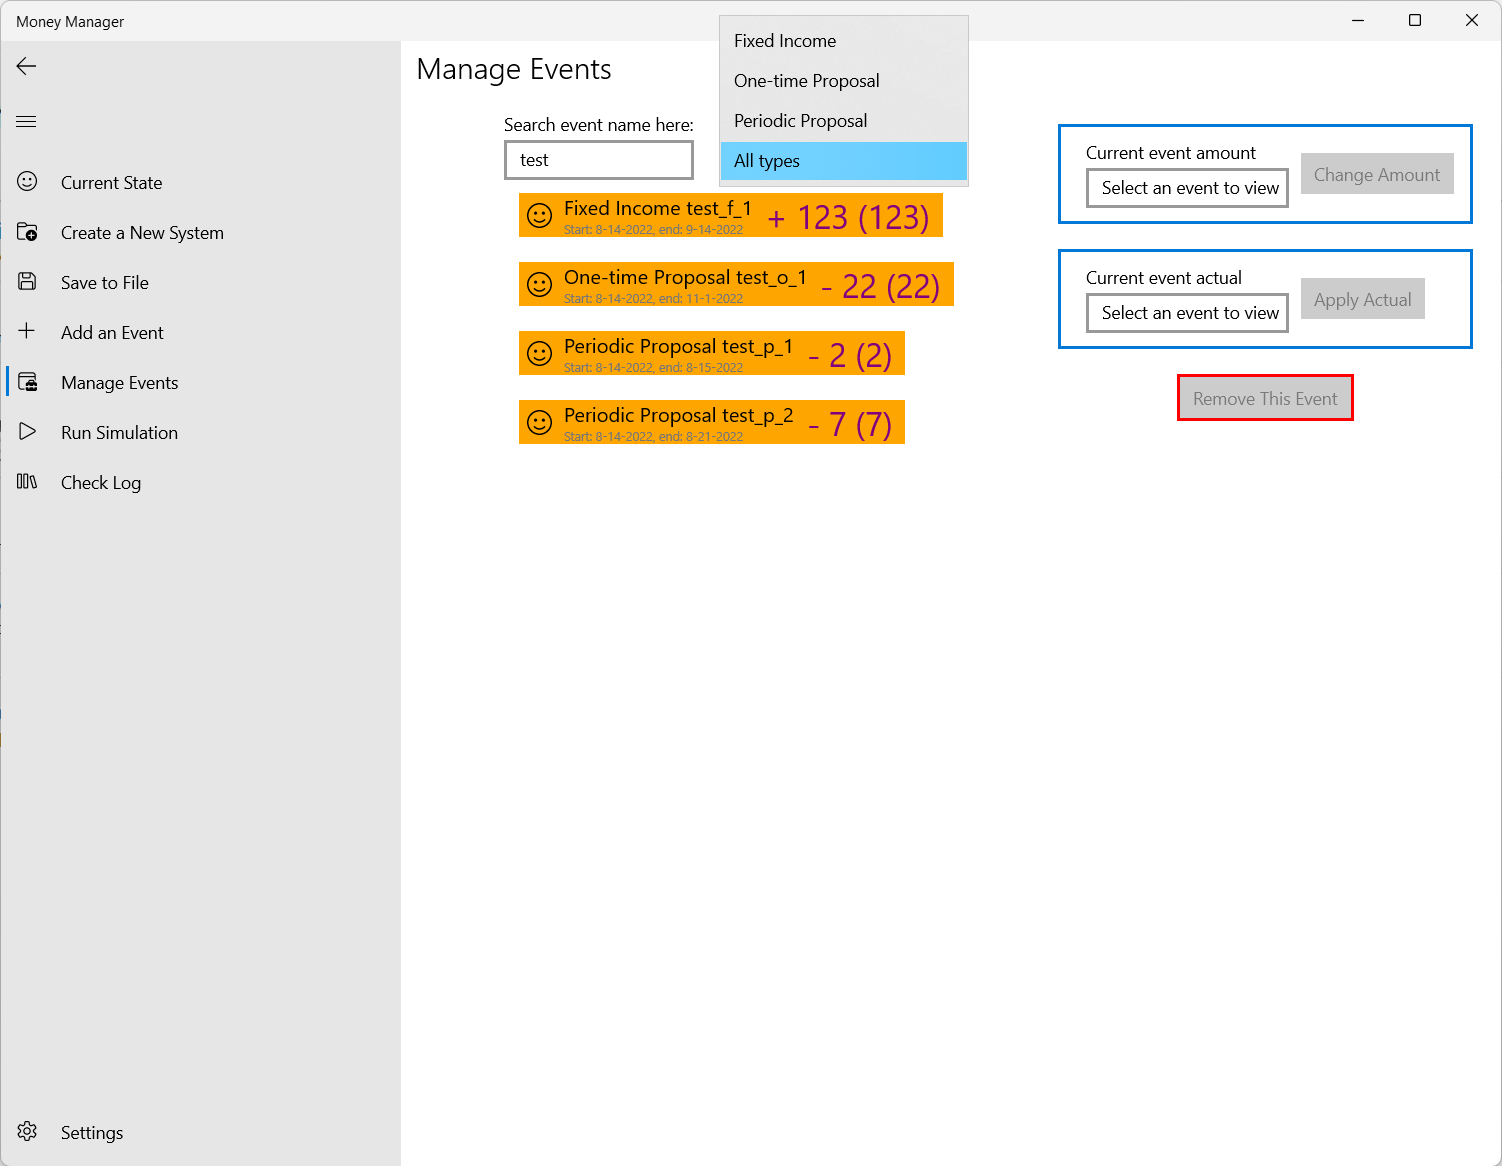 Money Manager
Current State
Create a New System
Save to File
Add an Event
Manage Events
Run Simulation
Check Log
Settings
Manage Events
Search event name here:
test
Fixed Income
One-time Proposal
Periodic Proposal
All types
Fixed Income test_f_1
Start: 8-14-2022, end: 9-14-2022
+ 123 (123)
One-time Proposal test_o_1
Start: 8-14-2022, end: 11-1-2022
- 22 (22)
Periodic Proposal test_p_1
Start: 8-14-2022, end: 8-15-2022
- 2 (2)
Periodic Proposal test_p_2
Start: 8-14-2022, end: 8-21-2022
- 7 (7)
Current event amount
Select an event to view
Change Amount
Current event actual
Select an event to view
Apply Actual
Remove This Event